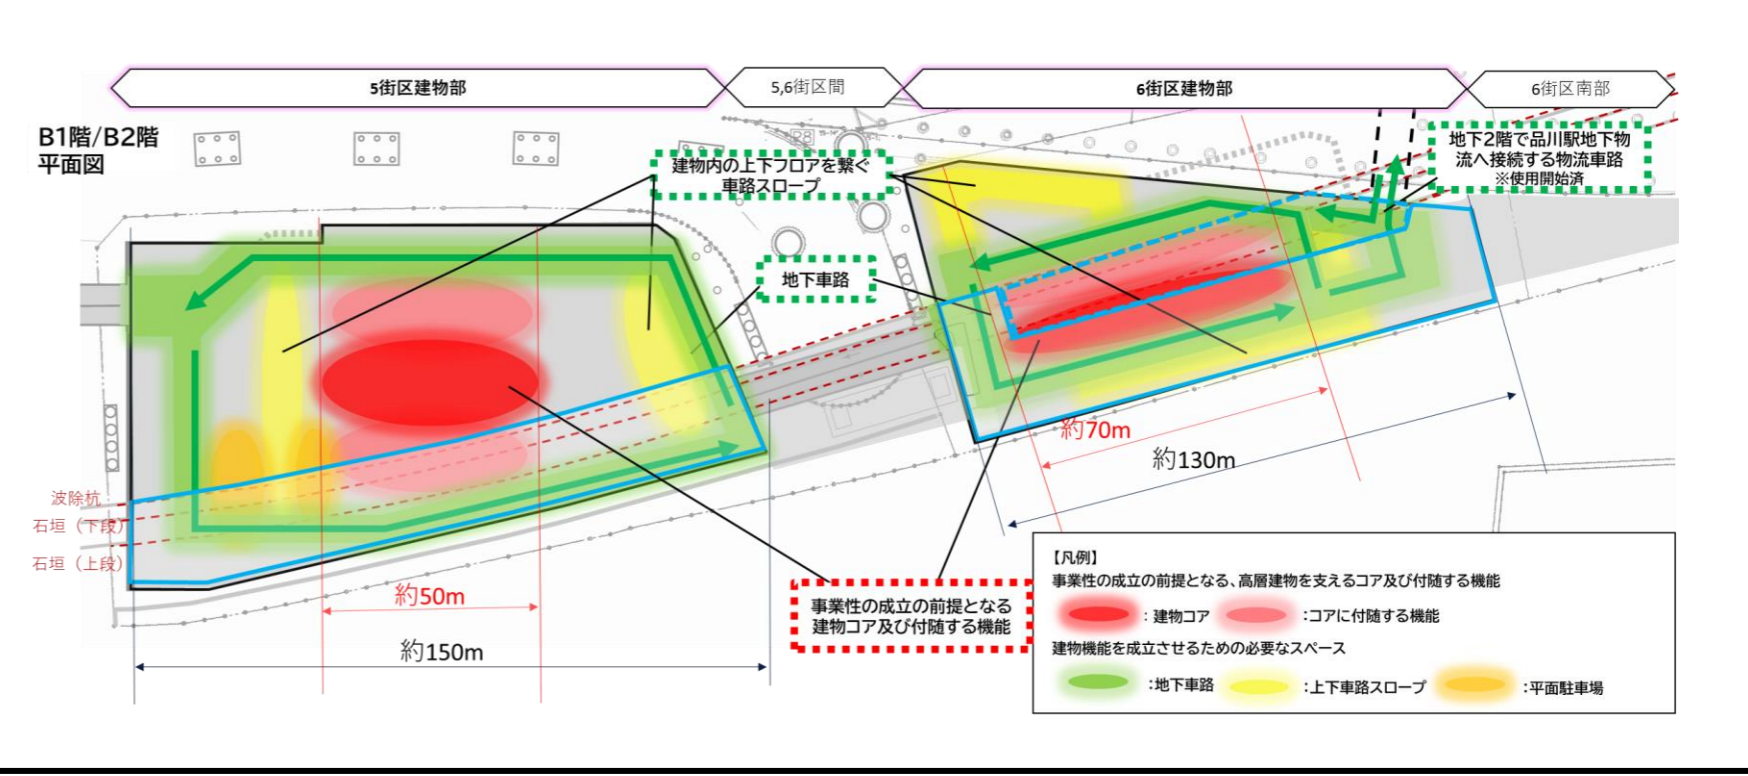 5街区建物部
5,6街区間
6街区建物部
6街区南部
B1階/B2階
平面図
建物内の上下フロアを繋ぐ
車路スロープ
地下2階で品川駅地下物
流へ接続する物流車路
※使用開始済
地下車路
波除杭
石垣（下段）
石垣（上段）
約70m
約130m
約50m
約150m
事業性の成立の前提となる
建物コア及び付随する機能
【凡例】
事業性の成立の前提となる、高層建物を支えるコア及び付随する機能
：建物コア
：コアに付随する機能
建物機能を成立させるための必要なスペース
：地下車路
：上下車路スロープ
：平面駐車場